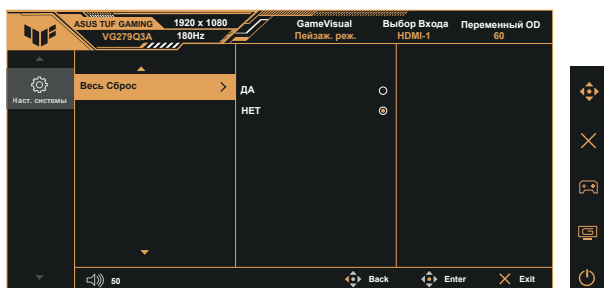 ASUS TUF GAMING 1920 x 1080 GameVisual Выбор Входа Переменный OD
VG279Q3A 180Hz Пейзаж. реж. HDMI-1 60
Наст. системы
Весь Сброс
ДА
НЕТ
50 Back Enter Exit